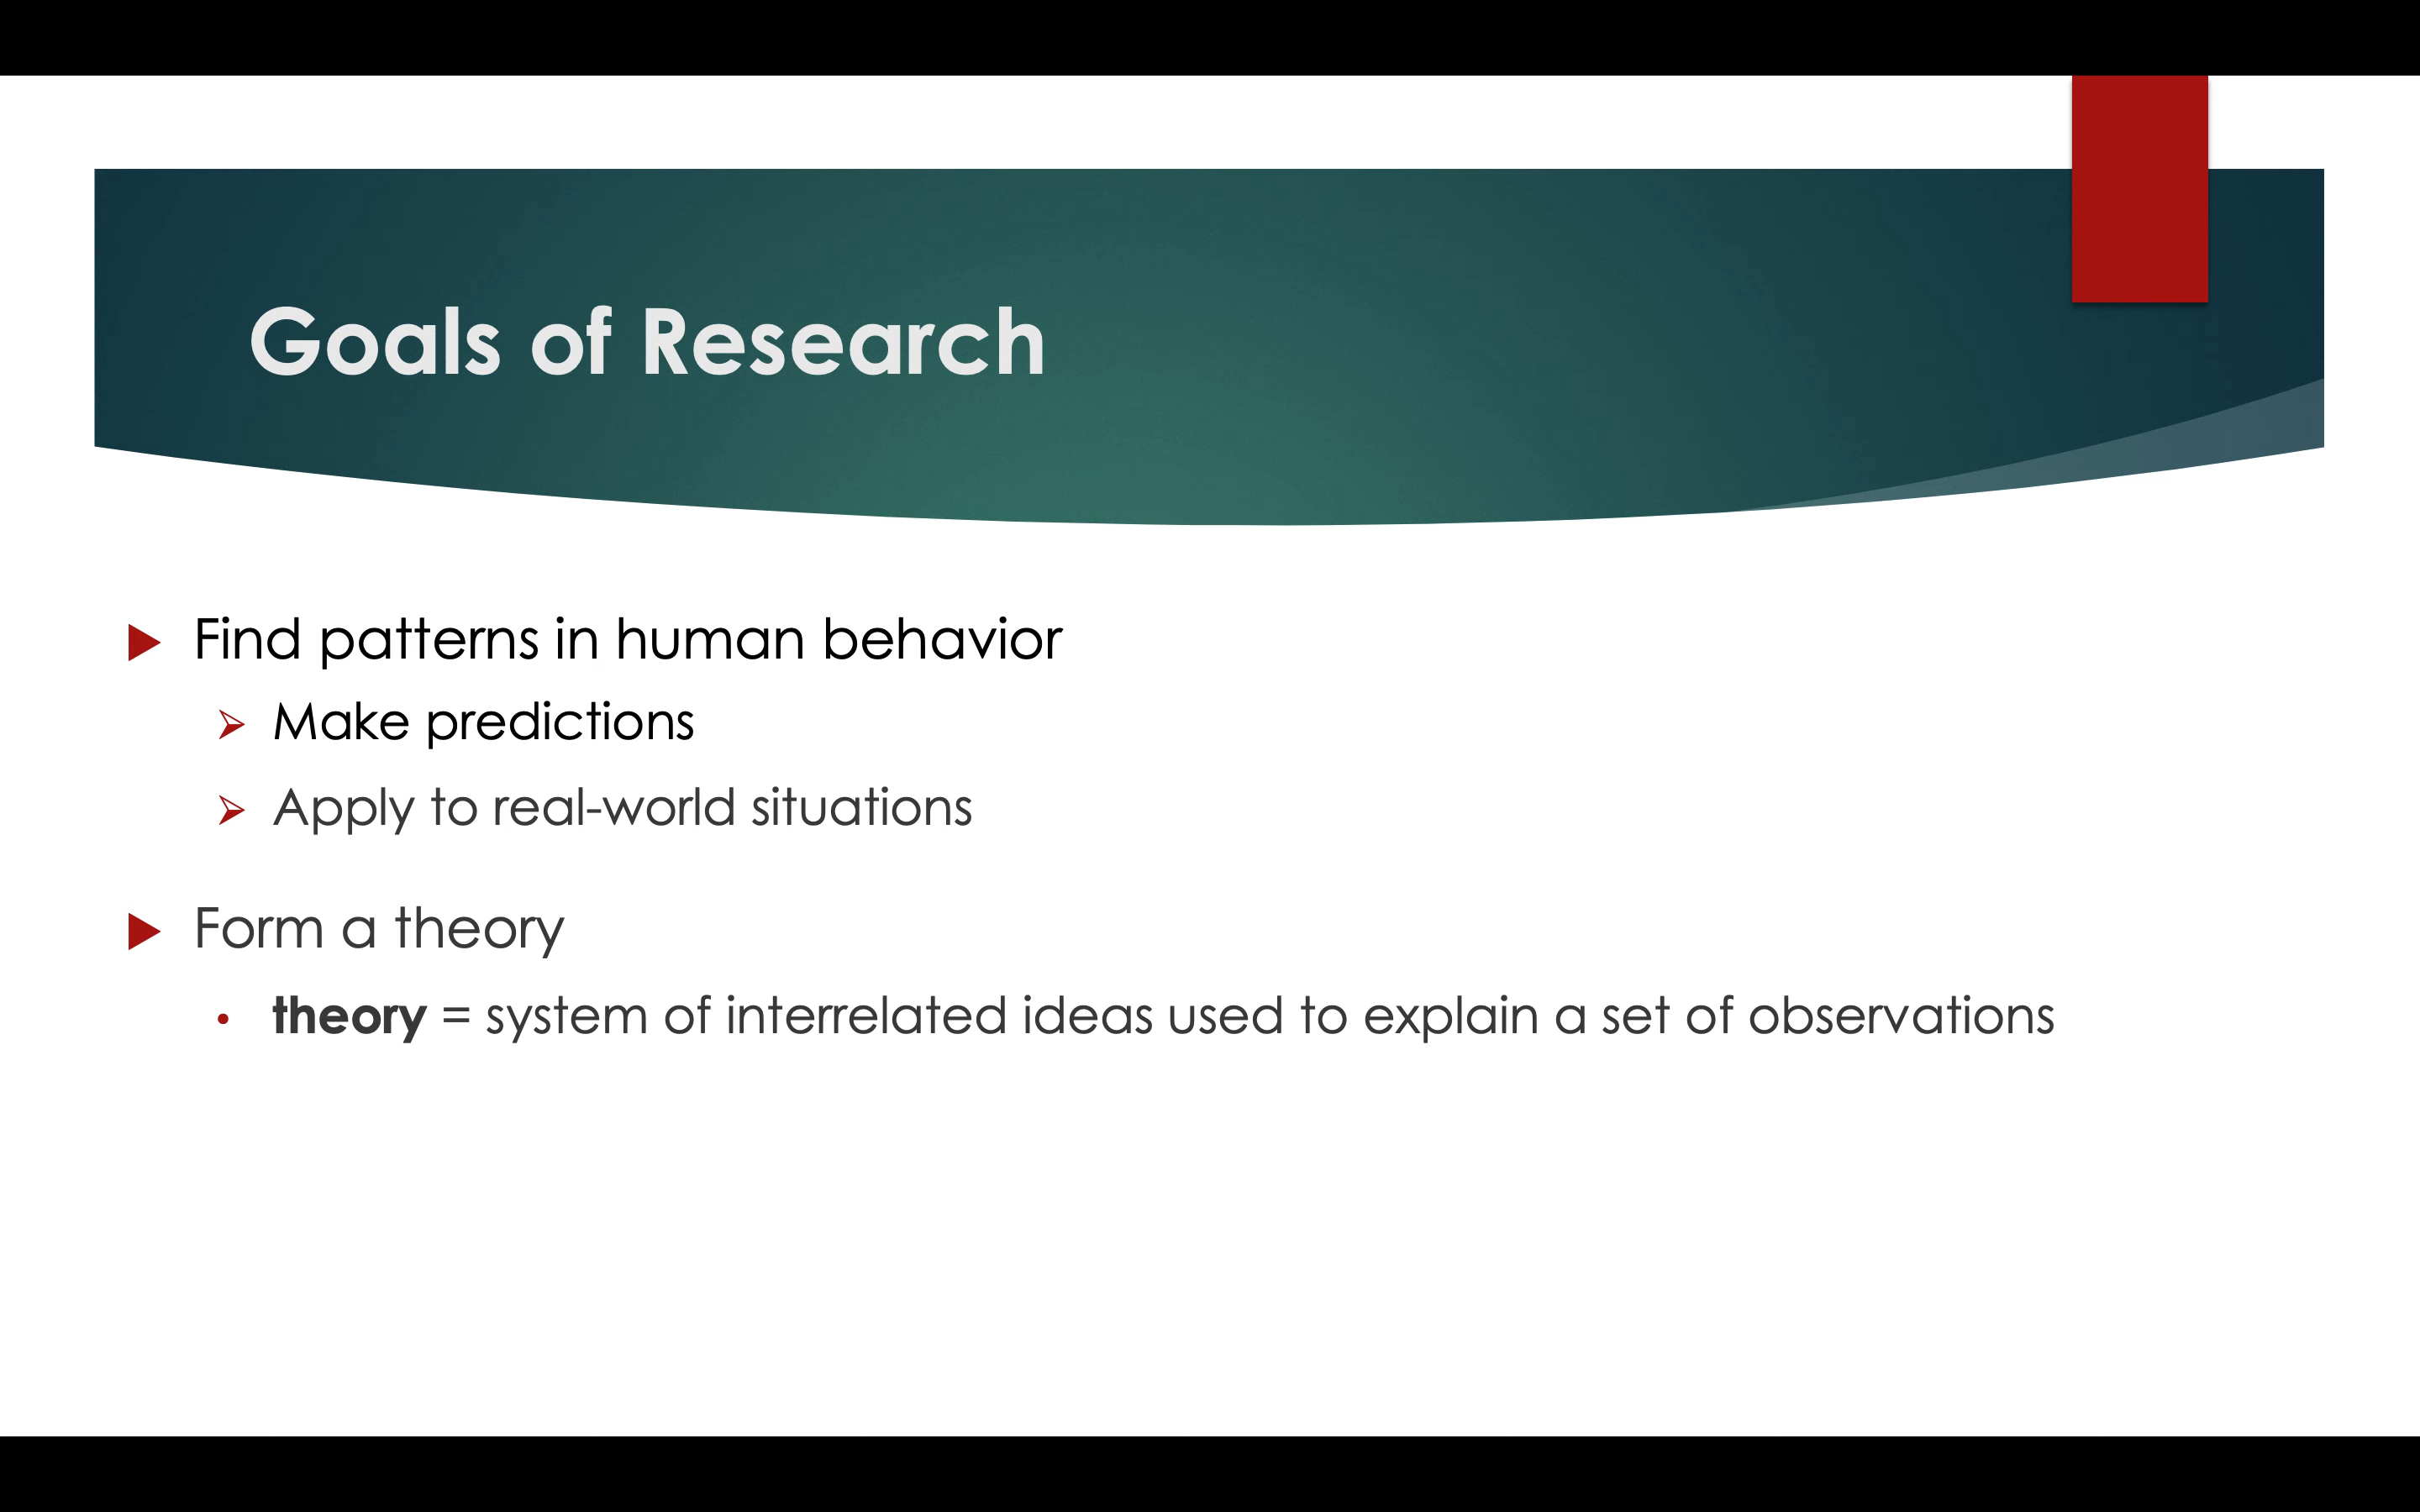 Goals of Research
Find patterns in human behavior
Make predictions
Apply to real-world situations
Form a theory
theory = system of interrelated ideas used to explain a set of observations